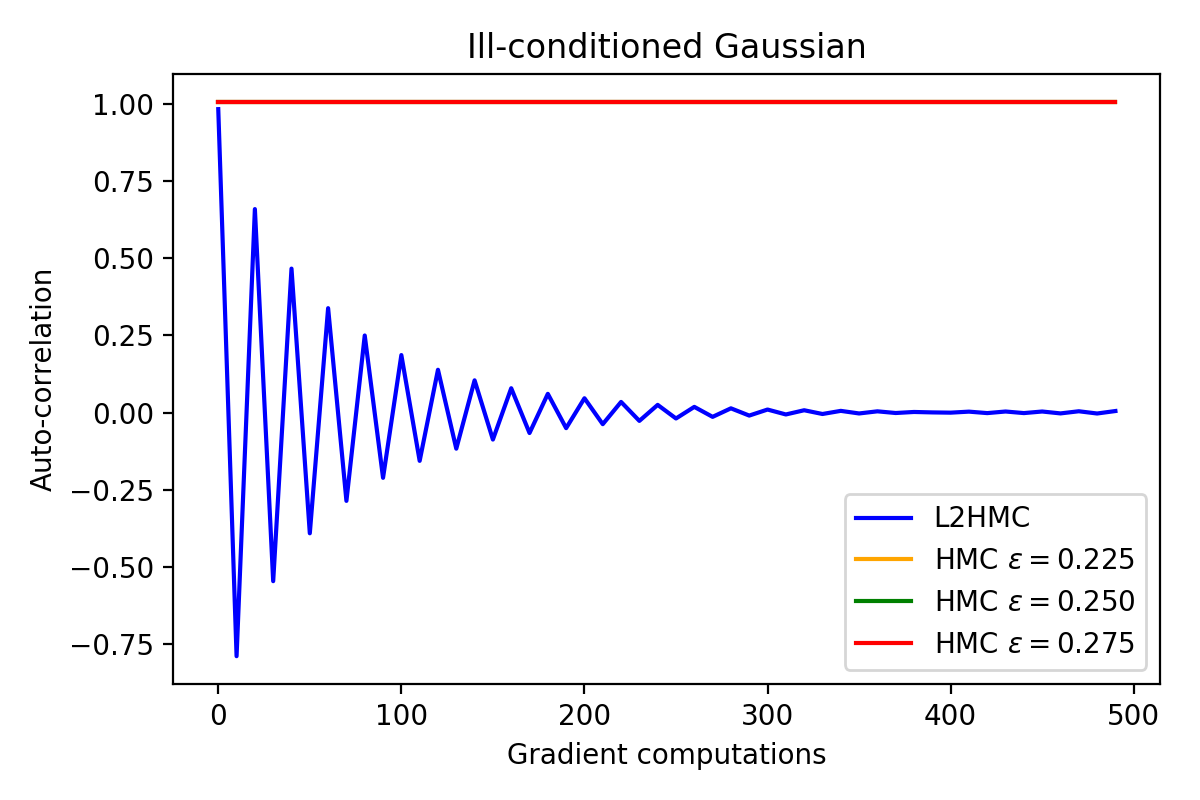 Ill-conditioned Gaussian
Auto-correlation
1.00
0.75
0.50
0.25
0.00
−0.25
−0.50
−0.75
L2HMC
HMC ε = 0.225
HMC ε = 0.250
HMC ε = 0.275
0 100 200 300 400 500
Gradient computations